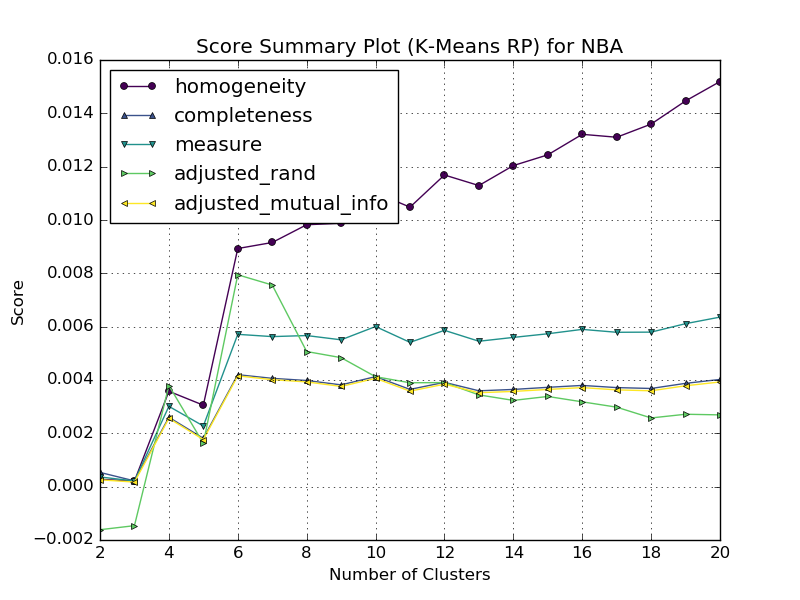 Score Summary Plot (K-Means RP) for NBA
0.016
0.014
0.012
0.010
0.008
0.006
0.004
0.002
0.000
−0.002
Score
homogeneity
completeness
measure
adjusted_rand
adjusted_mutual_info
2 4 6 8 10 12 14 16 18 20
Number of Clusters